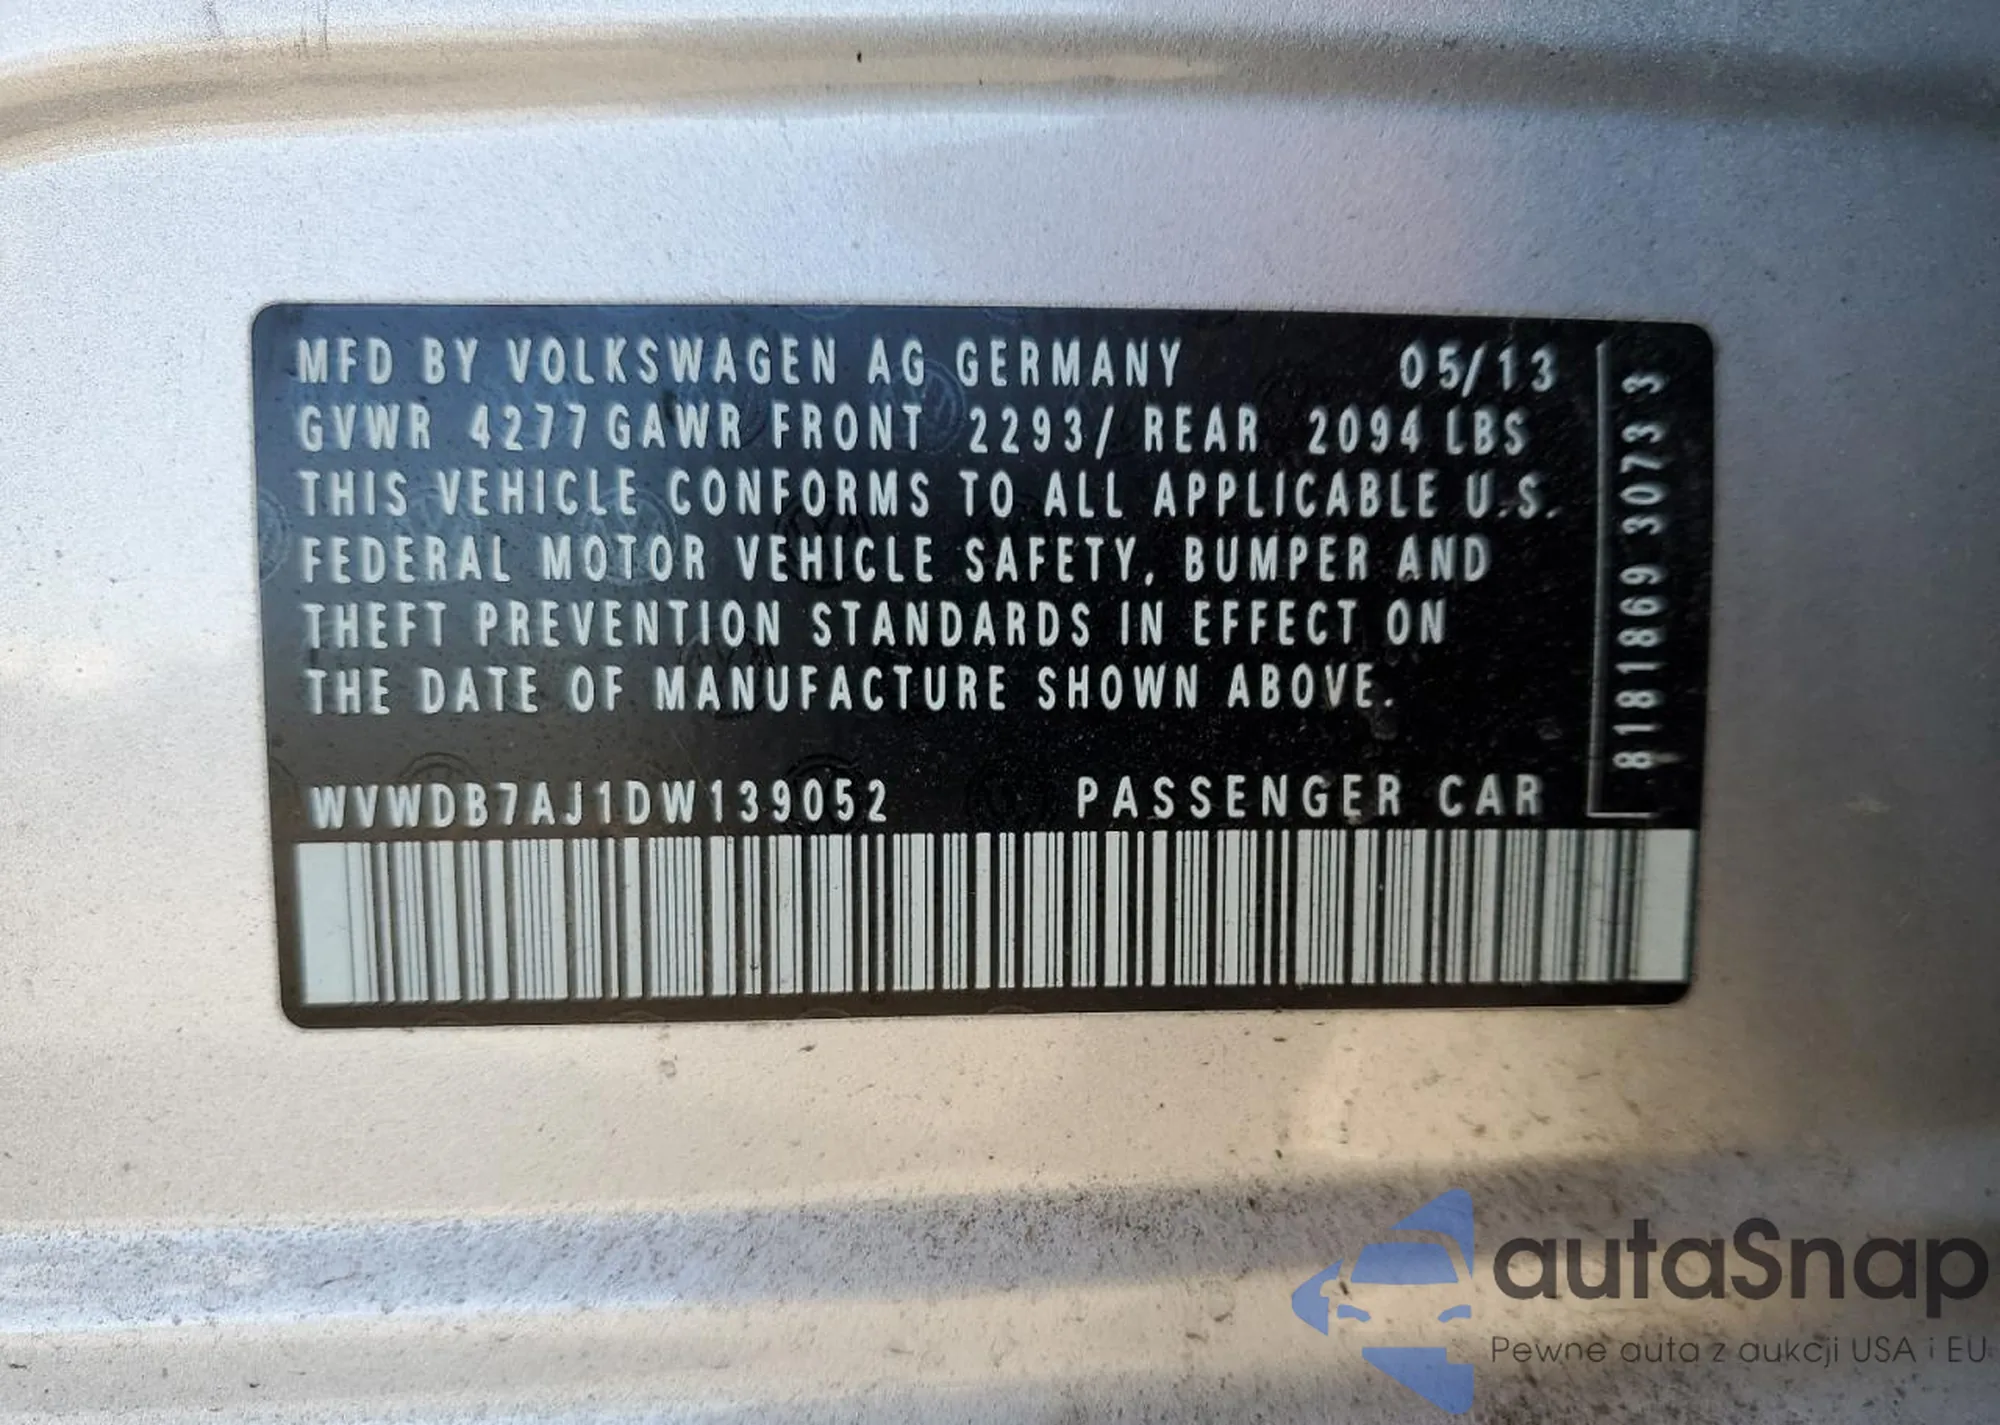 MFD BY VOLKSWAGEN AG GERMANY 05/13
GVWR 4277 GAWR FRONT 2293/ REAR 2094 LBS
THIS VEHICLE CONFORMS TO ALL APPLICABLE U.S.
FEDERAL MOTOR VEHICLE SAFETY, BUMPER AND
THEFT PREVENTION STANDARDS IN EFFECT ON
THE DATE OF MANUFACTURE SHOWN ABOVE.
WVWDB7AJ1DW139052 PASSENGER CAR
8181869 3073 3
autaSnap
Pewne auta z aukcji USA i EU